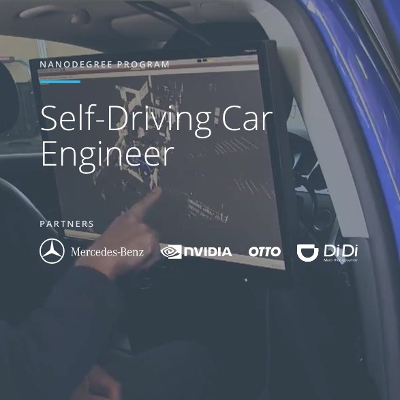 NANODEGREE PROGRAM
Self-Driving Car
Engineer
PARTNERS
Mercedes-Benz NVIDIA OTTO DiDi